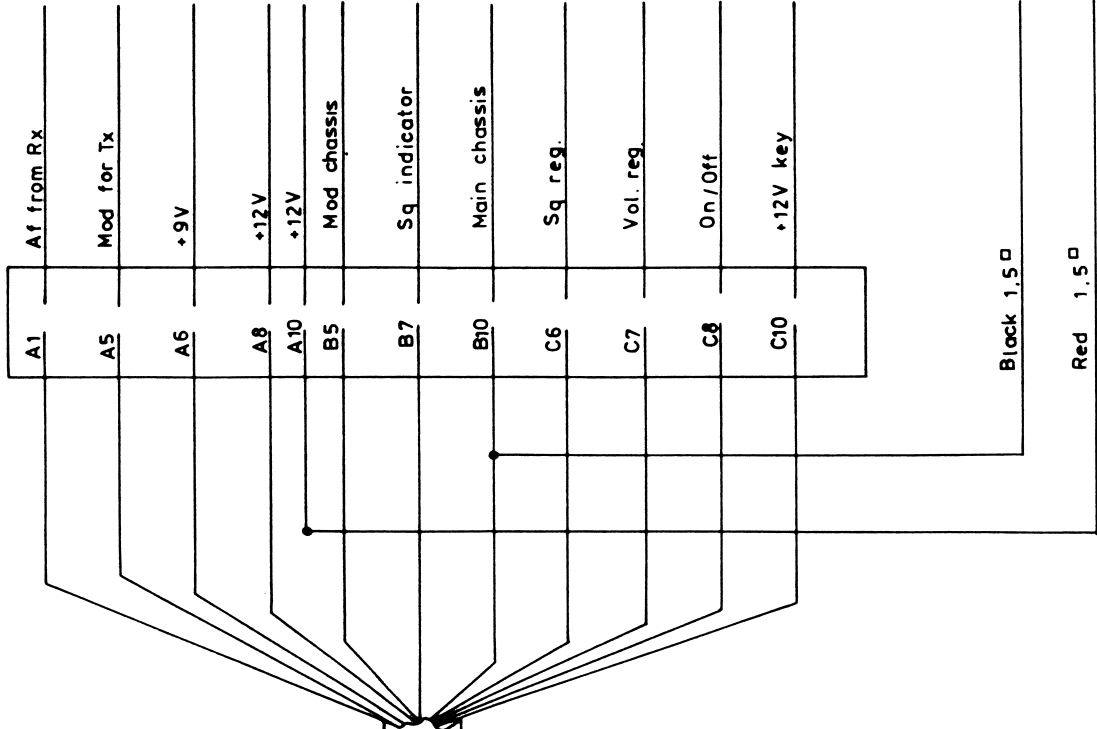 Af from Rx
Mod for Tx
+9V
+12V
+12V
Mod chassis
Sq indicator
Main chassis
Sq reg.
Vol. reg.
On/Off
+12V key
A1
A5
A6
A8
A10
B5
B7
B10
C6
C7
C8
C10
Black 1,5 □
Red 1,5 □